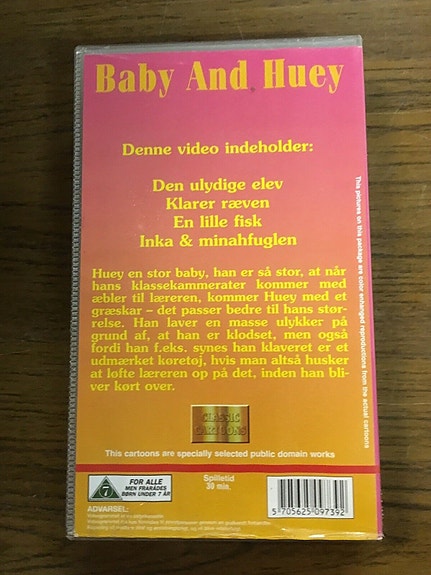 Baby And Huey
Denne video indeholder:
Den ulydige elev
Klarer ræven
En lille fisk
Inka & minahfuglen
Huey en stor baby, han er så stor, at når
hans klassekammerater kommer med
æbler til læreren, kommer Huey med et
græskar – det passer bedre til hans stør-
relse. Han laver en masse ulykker på
grund af, at han er klodset, men også
fordi han f.eks. synes han klaveret er et
udmærket køretøj, hvis man altså husker
at løfte læreren op på det, inden han bli-
ver kørt over.
This pictures on this package are color enhanged reproductions from the actual cartoons
CLASSIC
CARTOONS
This cartoons are specially selected public domain works
7
FOR ALLE
MEN FRARÅDES
BØRN UNDER 7 ÅR
Spilletid
39 min.
5 705625 097392
ADVARSEL: